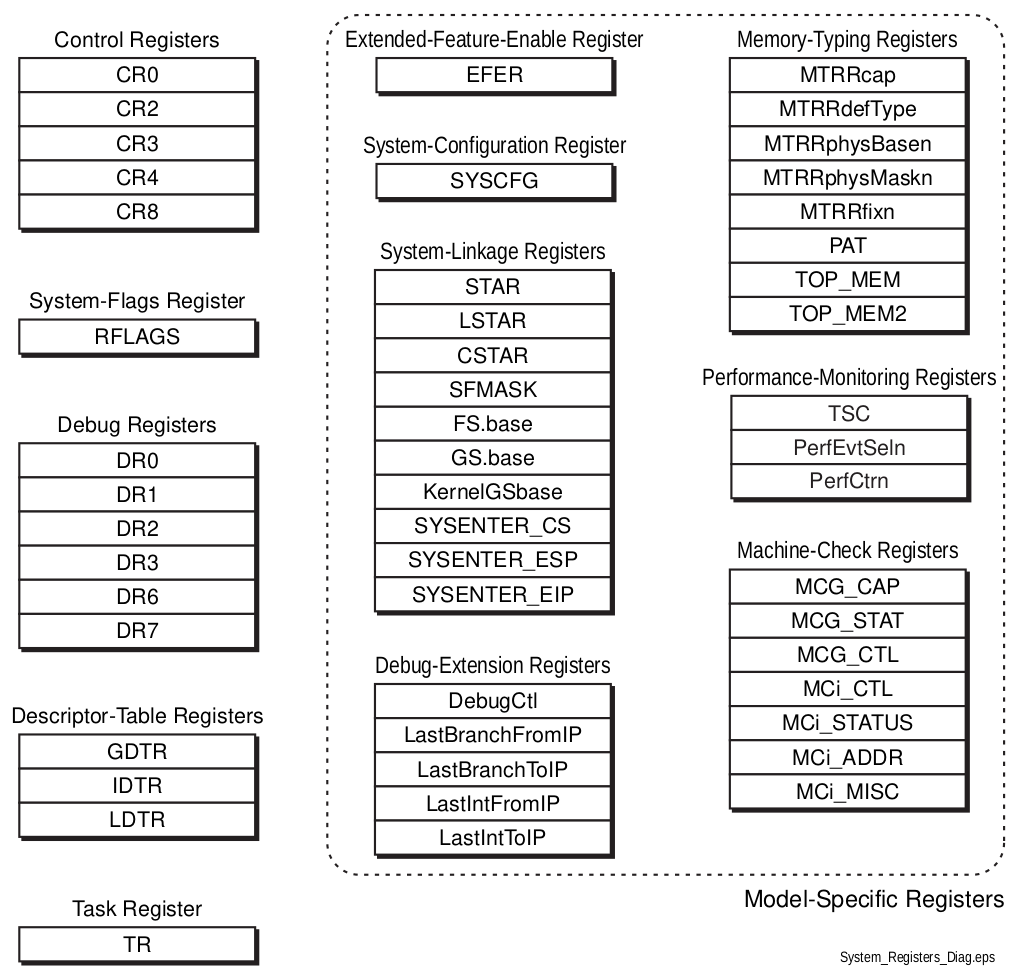 Control Registers
CR0
CR2
CR3
CR4
CR8
System-Flags Register
RFLAGS
Debug Registers
DR0
DR1
DR2
DR3
DR6
DR7
Descriptor-Table Registers
GDTR
IDTR
LDTR
Task Register
TR
Extended-Feature-Enable Register
EFER
System-Configuration Register
SYSCFG
System-Linkage Registers
STAR
LSTAR
CSTAR
SFMASK
FS.base
GS.base
KernelGSbase
SYSENTER_CS
SYSENTER_ESP
SYSENTER_EIP
Debug-Extension Registers
DebugCtl
LastBranchFromIP
LastBranchToIP
LastIntFromIP
LastIntToIP
Memory-Typing Registers
MTRRcap
MTRRdefType
MTRRphysBasen
MTRRphysMaskn
MTRRfixn
PAT
TOP_MEM
TOP_MEM2
Performance-Monitoring Registers
TSC
PerfEvtSeln
PerfCtrn
Machine-Check Registers
MCG_CAP
MCG_STAT
MCG_CTL
MCi_CTL
MCi_STATUS
MCi_ADDR
MCi_MISC
Model-Specific Registers
System_Registers_Diag.eps